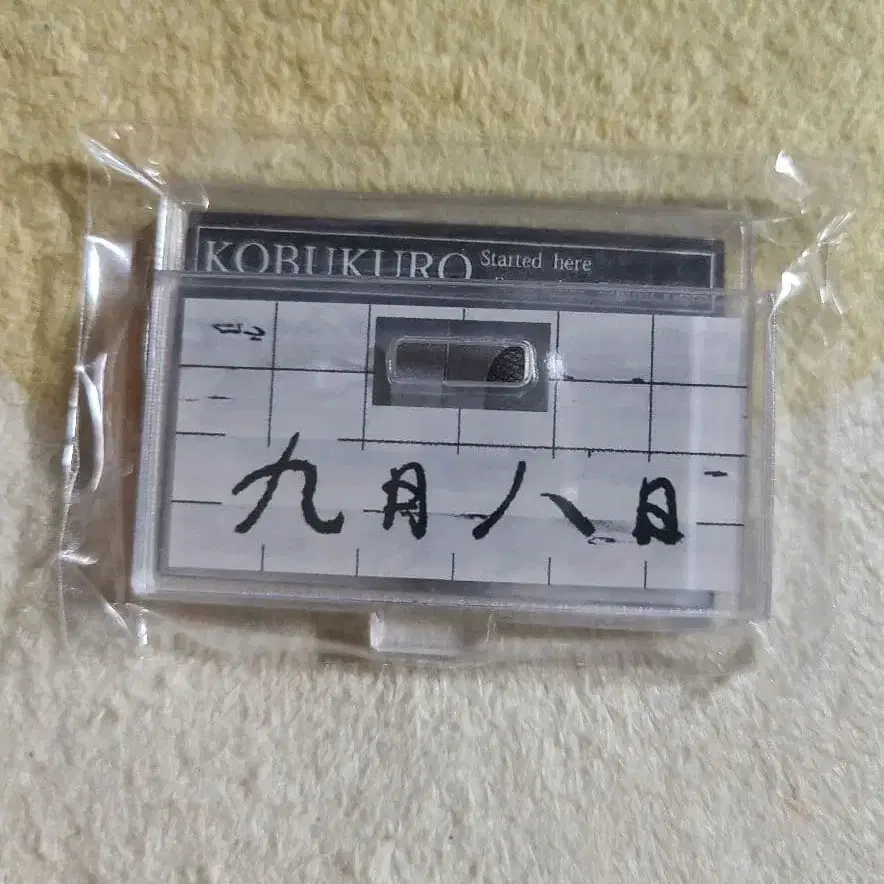 KOBUKURO
Started here
九月八日